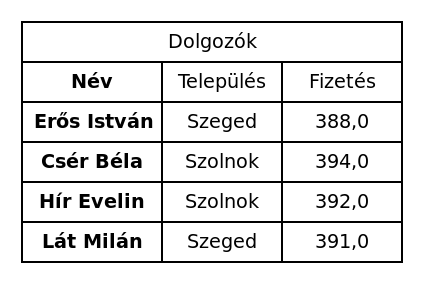 Dolgozók
Név Település Fizetés
Erős István Szeged 388,0
Csér Béla Szolnok 394,0
Hír Evelin Szolnok 392,0
Lát Milán Szeged 391,0